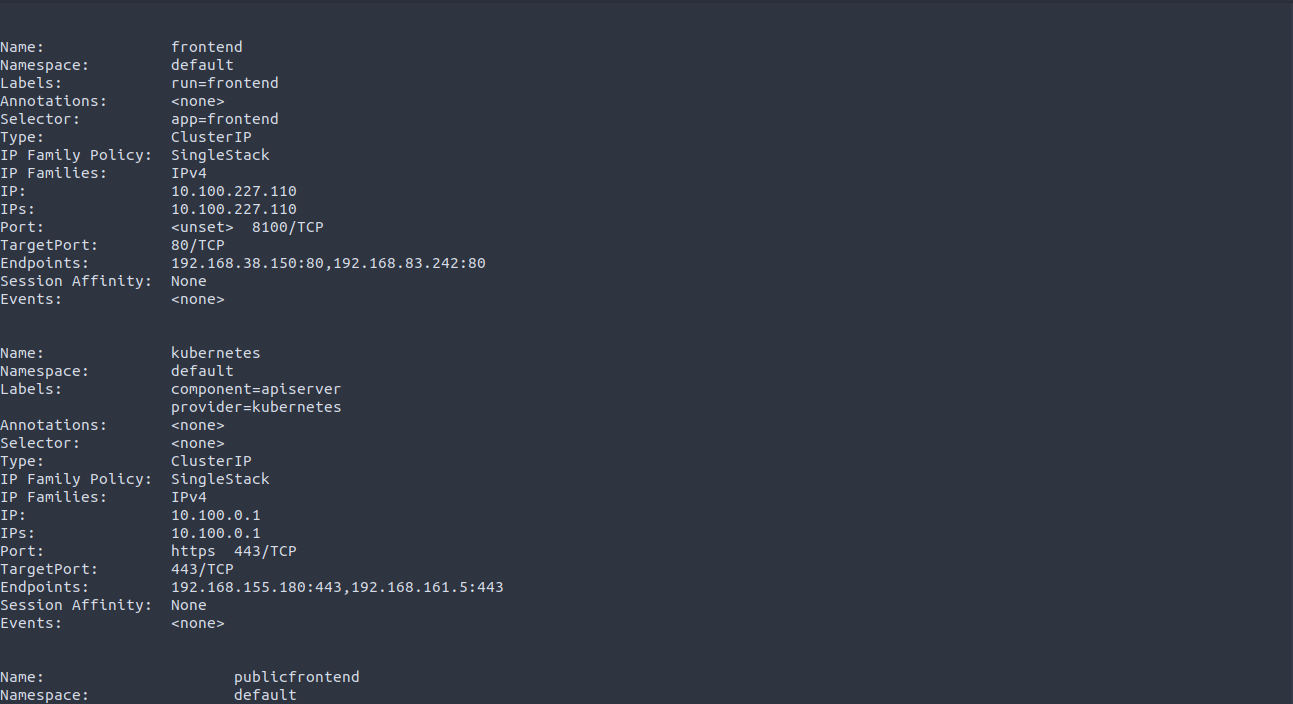 Name:              frontend
Namespace:         default
Labels:            run=frontend
Annotations:       <none>
Selector:          app=frontend
Type:              ClusterIP
IP Family Policy:  SingleStack
IP Families:       IPv4
IP:                10.100.227.110
IPs:               10.100.227.110
Port:              <unset>  8100/TCP
TargetPort:        80/TCP
Endpoints:         192.168.38.150:80,192.168.83.242:80
Session Affinity:  None
Events:            <none>
Name:              kubernetes
Namespace:         default
Labels:            component=apiserver
                   provider=kubernetes
Annotations:       <none>
Selector:          <none>
Type:              ClusterIP
IP Family Policy:  SingleStack
IP Families:       IPv4
IP:                10.100.0.1
IPs:               10.100.0.1
Port:              https  443/TCP
TargetPort:        443/TCP
Endpoints:         192.168.155.180:443,192.168.161.5:443
Session Affinity:  None
Events:            <none>
Name:                     publicfrontend
Namespace:                default